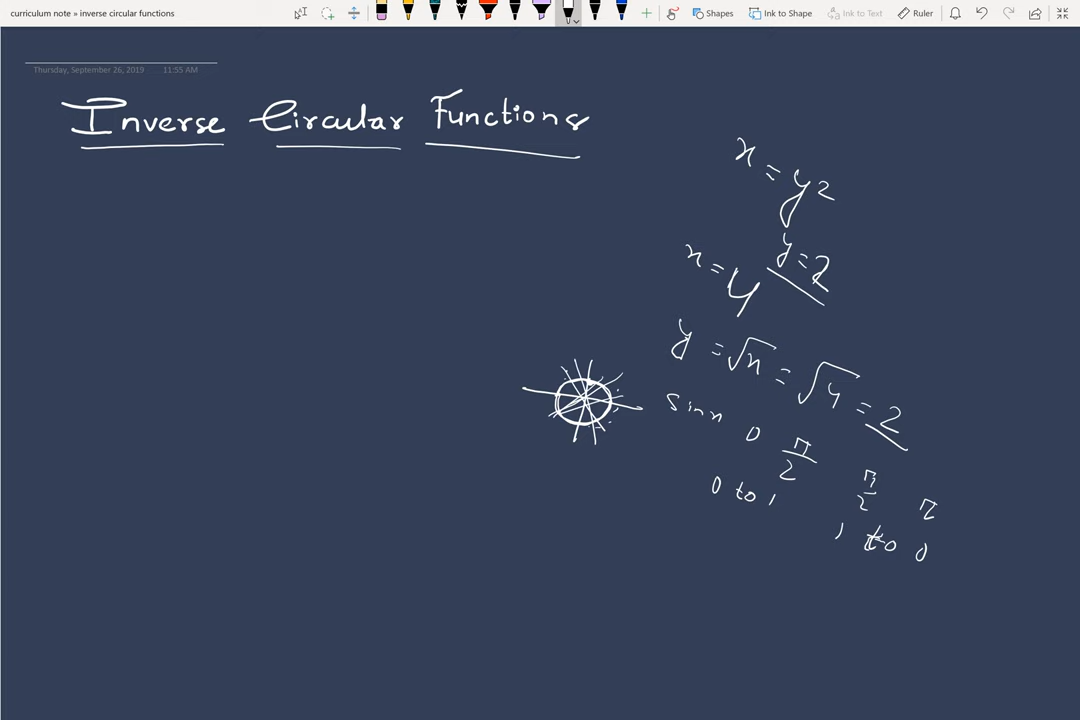 curriculum note » inverse circular functions
Shapes
Ink to Shape
Ink to Text
Ruler
Thursday, September 26, 2019 11:55 AM
Inverse Circular Functions
x = y2
y = 2
x = 4
y = √x = √4 = 2
sinx 0 π/2 π/2 π
0 to 1 1 to 0